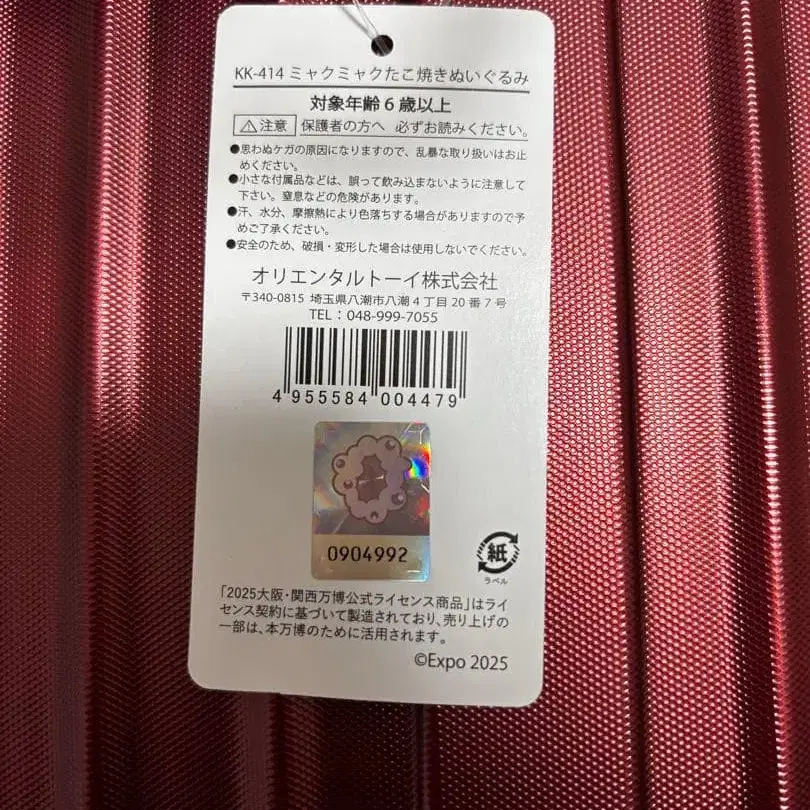 KK-414 ミャクミャクたこ焼きぬいぐるみ
対象年齢6歳以上
⚠注意 保護者の方へ 必ずお読みください。
●思わぬケガの原因になりますので、乱暴な取り扱いはお止
めください。
●小さな付属品などは、誤って飲み込まないように注意して
下さい。窒息などの危険があります。
●汗、水分、摩擦熱により色落ちする場合がありますので予
めご了承ください。
●安全のため、破損・変形した場合は使用しないでください。
オリエンタルトーイ株式会社
〒340-0815 埼玉県八潮市八潮4丁目20番7号
TEL：048-999-7055
4 955584 004479
0904992
紙
ラベル
「2025大阪・関西万博公式ライセンス商品」はライ
センス契約に基づいて製造されており、売り上げの
一部は、本万博のために活用されます。
©Expo 2025